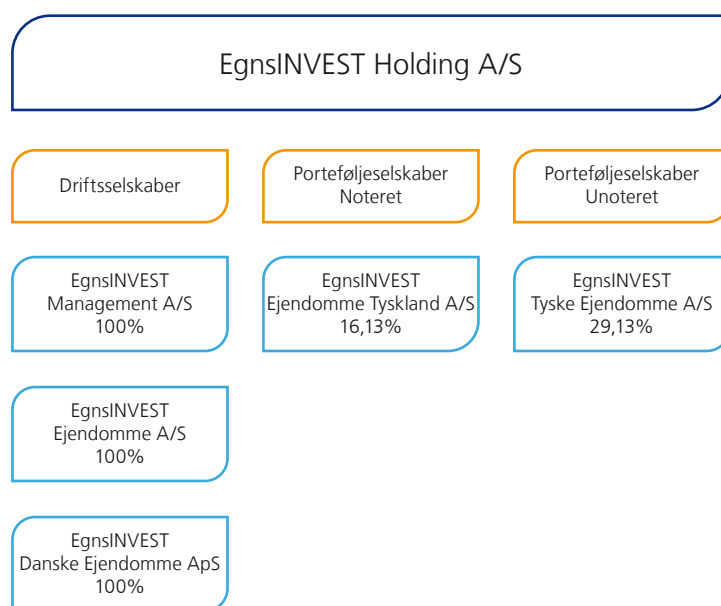 EgnsINVEST Holding A/S
Driftsselskaber
Porteføljeselskaber
Noteret
Porteføljeselskaber
Unoteret
EgnsINVEST
Management A/S
100%
EgnsINVEST
Ejendomme Tyskland A/S
16,13%
EgnsINVEST
Tyske Ejendomme A/S
29,13%
EgnsINVEST
Ejendomme A/S
100%
EgnsINVEST
Danske Ejendomme ApS
100%